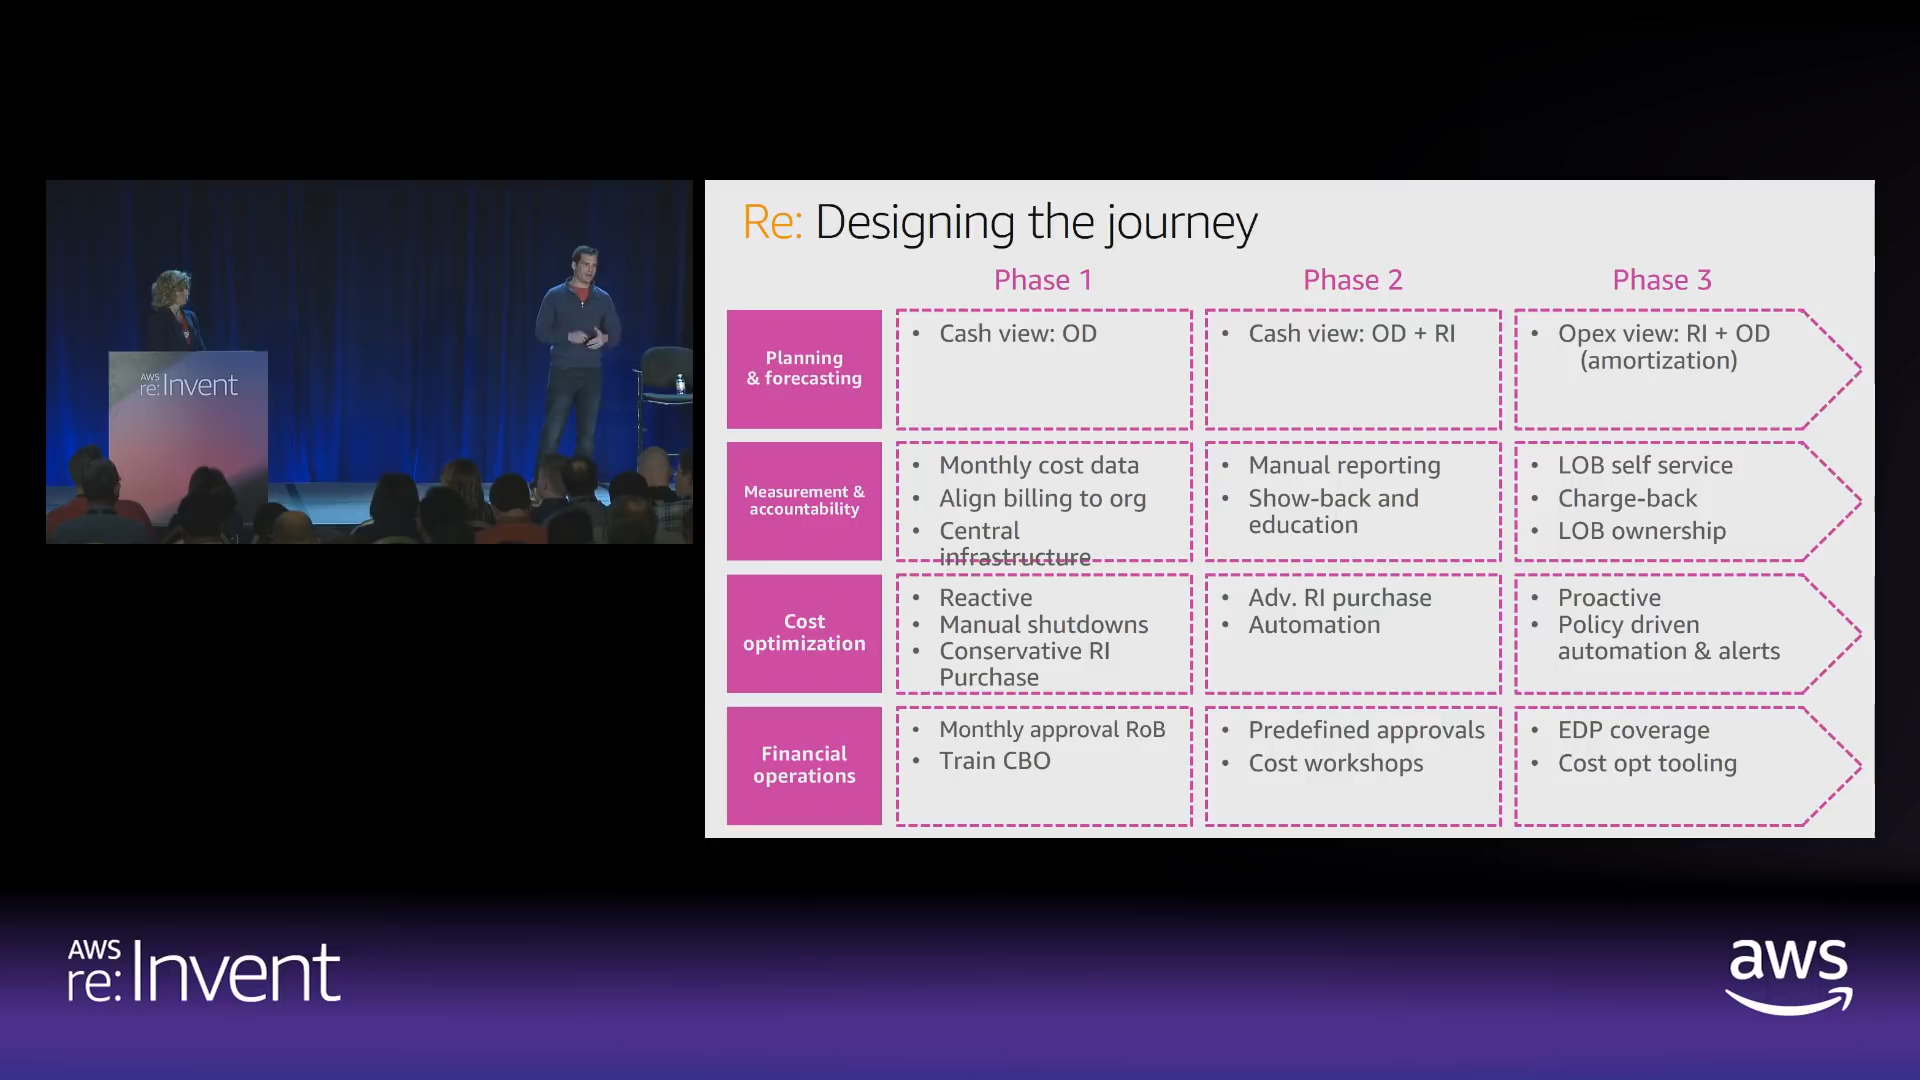 AWS
re:Invent
Re: Designing the journey
Phase 1
Phase 2
Phase 3
Planning
& forecasting
• Cash view: OD
• Cash view: OD + RI
• Opex view: RI + OD
(amortization)
Measurement &
accountability
• Monthly cost data
• Align billing to org
• Central
infrastructure
• Manual reporting
• Show-back and
education
• LOB self service
• Charge-back
• LOB ownership
Cost
optimization
• Reactive
• Manual shutdowns
• Conservative RI
Purchase
• Adv. RI purchase
• Automation
• Proactive
• Policy driven
automation & alerts
Financial
operations
• Monthly approval RoB
• Train CBO
• Predefined approvals
• Cost workshops
• EDP coverage
• Cost opt tooling
AWS
re:Invent
aws